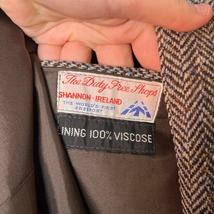 The Duty Free Shops
SHANNON - IRELAND
THE WORLD'S FIRST
LINING 100% VISCOSE